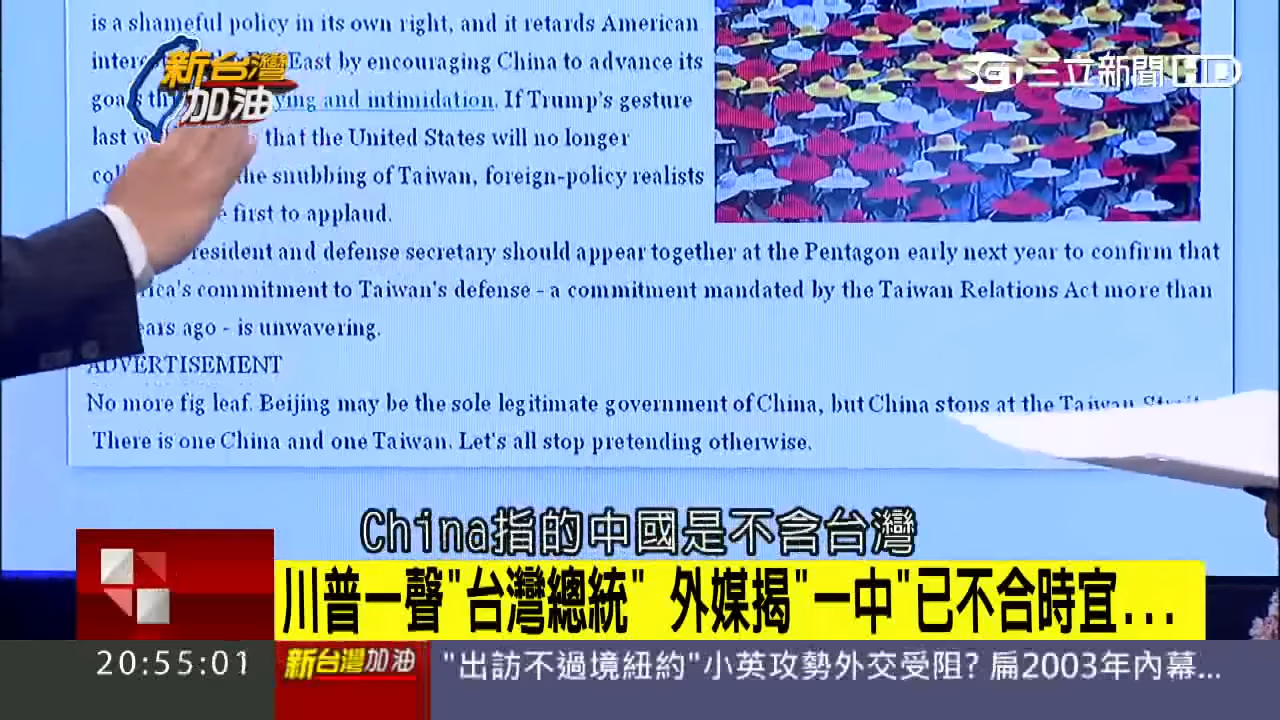 is a shameful policy in its own right, and it retards American
East by encouraging China to advance its
ying and intimidation. If Trump's gesture
last that the United States will no longer
the snubbing of Taiwan, foreign-policy realists
first to applaud.
resident and defense secretary should appear together at the Pentagon early next year to confirm that
ica's commitment to Taiwan's defense - a commitment mandated by the Taiwan Relations Act more than
ears ago - is unwavering.
ADVERTISEMENT
No more fig leaf. Beijing may be the sole legitimate government of China, but China stops at the Taiwan
There is one China and one Taiwan. Let's all stop pretending otherwise.
新台灣
加油
三立新聞HD
China指的中國是不含台灣
川普一聲"台灣總統" 外媒揭"一中"已不合時宜...
20:55:01
新台灣加油
"出訪不過境紐約"小英攻勢外交受阻? 扁2003年內幕...